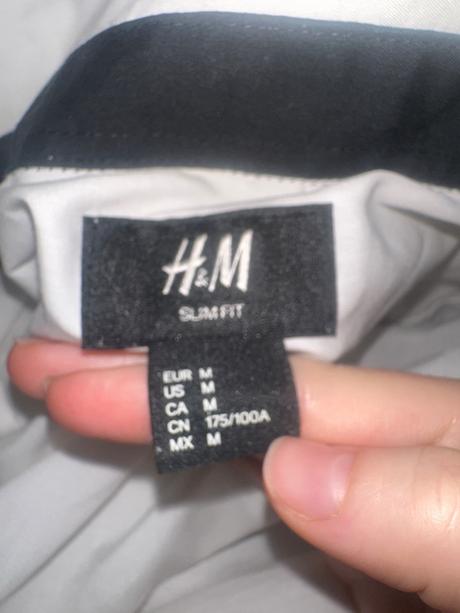 H&M
SLIM FIT
EUR M
US M
CA M
CN 175/100A
MX M